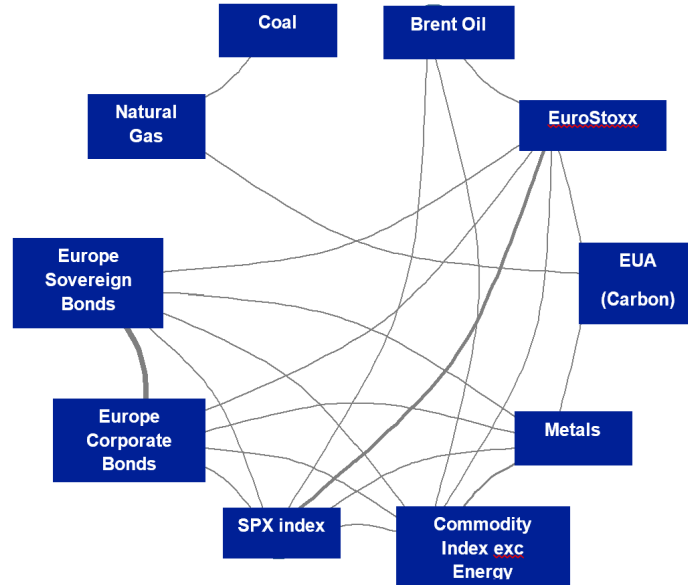 Coal
Brent Oil
Natural
Gas
EuroStoxx
Europe
Sovereign
Bonds
EUA
(Carbon)
Europe
Corporate
Bonds
Metals
SPX index
Commodity
Index exc
Energy